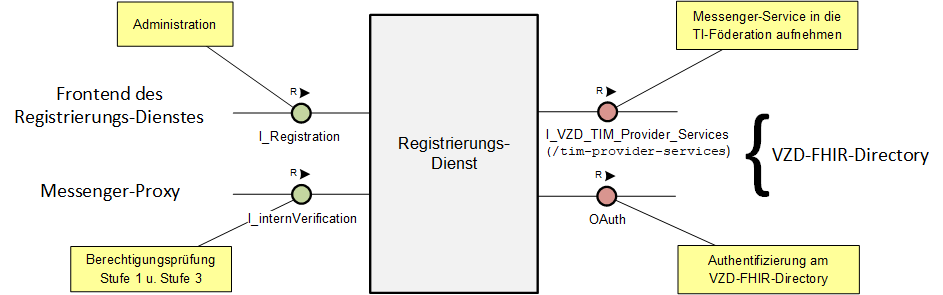 Administration
Messenger-Service in die
TI-Föderation aufnehmen
R
R
Frontend des
Registrierungs-Dienstes
I_Registration
Registrierungs-
Dienst
I_VZD_TIM_Provider_Services
(/tim-provider-services)
VZD-FHIR-Directory
R
R
Messenger-Proxy
I_internVerification
OAuth
Berechtigungsprüfung
Stufe 1 u. Stufe 3
Authentifizierung am
VZD-FHIR-Directory